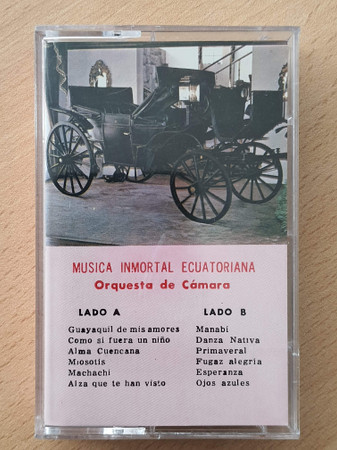 MUSICA INMORTAL ECUATORIANA
Orquesta de Cámara
LADO A
Guayaquil de mis amores
Como si fuera un niño
Alma Cuencana
Miosotis
Machachi
Alza que te han visto
LADO B
Manabi
Danza Nativa
Primaveral
Fugaz alegria
Esperanza
Ojos azules